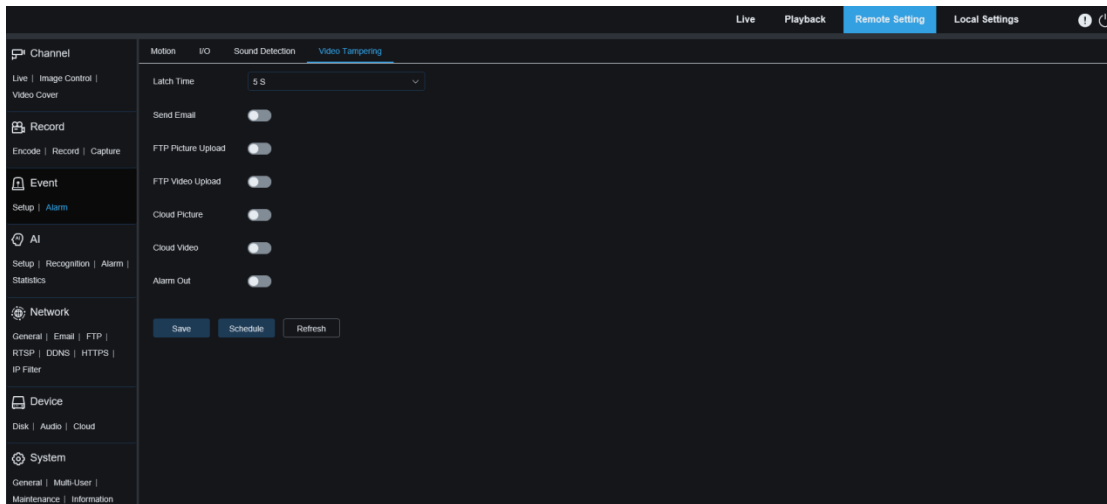 Live Playback Remote Setting Local Settings
Channel
Live | Image Control |
Video Cover
Record
Encode | Record | Capture
Event
Setup | Alarm
AI
Setup | Recognition | Alarm |
Statistics
Network
General | Email | FTP |
RTSP | DDNS | HTTPS |
IP Filter
Device
Disk | Audio | Cloud
System
General | Multi-User |
Maintenance | Information
Motion I/O Sound Detection Video Tampering
Latch Time 5 S
Send Email
FTP Picture Upload
FTP Video Upload
Cloud Picture
Cloud Video
Alarm Out
Save Schedule Refresh